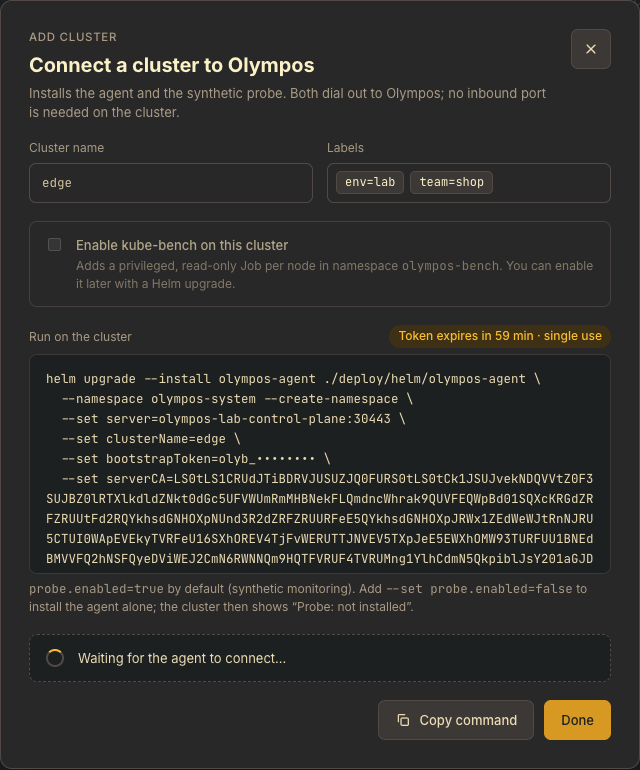 ADD CLUSTER
Connect a cluster to Olympos
Installs the agent and the synthetic probe. Both dial out to Olympos; no inbound port
is needed on the cluster.
Cluster name
Labels
edge
env=lab
team=shop
Enable kube-bench on this cluster
Adds a privileged, read-only Job per node in namespace olympos-bench. You can enable
it later with a Helm upgrade.
Run on the cluster
Token expires in 59 min · single use
helm upgrade --install olympos-agent ./deploy/helm/olympos-agent \
--namespace olympos-system --create-namespace \
--set server=olympos-lab-control-plane:30443 \
--set clusterName=edge \
--set bootstrapToken=olyb_•••••••• \
--set serverCA=LS0tLS1CRUdJTiBDRVJUSUZJQ0FURS0tLS0tCk1JSUJvekNDQVVtZ0F3
SUJBZ0lRTXlkdldZNkt0dGc5UFVWUmRmMHBNekFLQmdncWhrak9QUVFEQWpBd01SQXcKRGdZR
FZRUUtFd2RQYkhsdGNHOXpNUnd3R2dZRFZRUURFeE5QYkhsdGNHOXpJRWx1ZEdWeWJtRnNJRU
5CTUI0WApEVEkyTVRFeU16SXhOREV4TjFvWERUTTJNVEV5TXpJeE5EWXhOMW93TURFUU1BNEd
BMVVFQ2hNSFQyeDViWEJ2CmN6RWNNQm9HQTFVRUF4TVRUMng1YlhCdmN5QkpiblJsY201aGJD
probe.enabled=true by default (synthetic monitoring). Add --set probe.enabled=false to
install the agent alone; the cluster then shows “Probe: not installed”.
Waiting for the agent to connect…
Copy command
Done